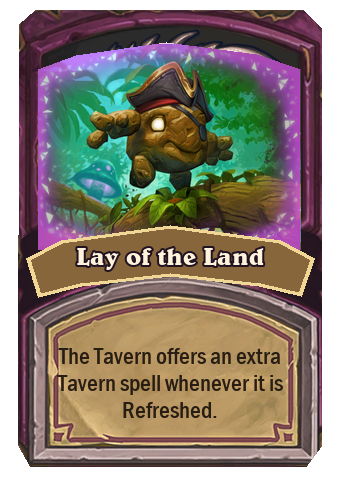 Lay of the Land
The Tavern offers an extra
Tavern spell whenever it is
Refreshed.